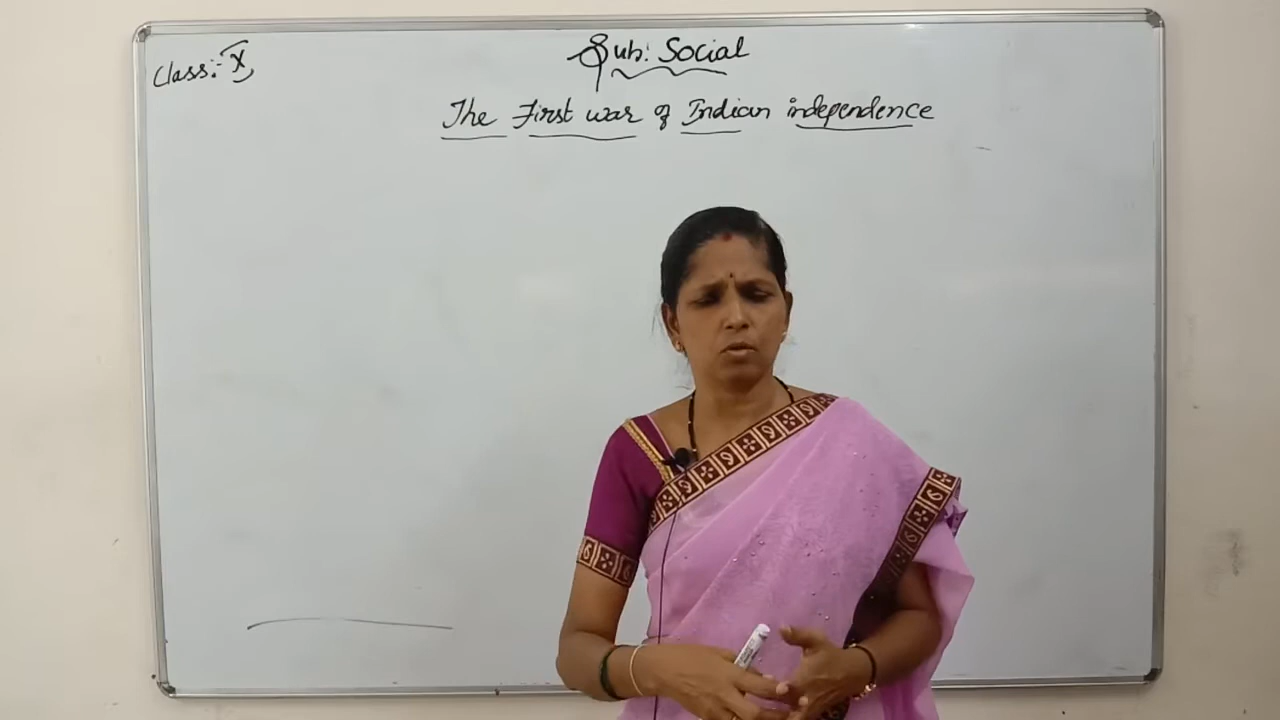 Class:- X
Sub: Social
The First war of Indian independence